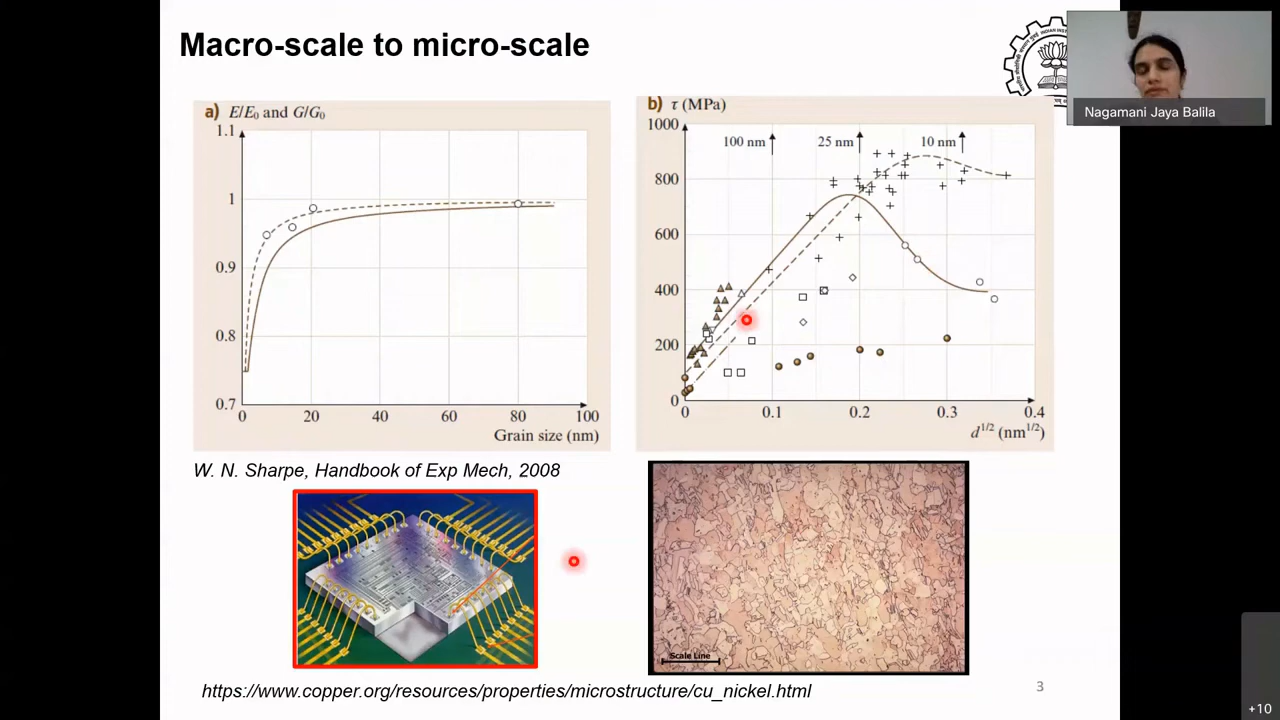 Macro-scale to micro-scale
Nagamani Jaya Balila
a) E/E₀ and G/G₀
1.1
1
0.9
0.8
0.7
0 20 40 60 80 100
Grain size (nm)
b) τ (MPa)
1000
800
600
400
200
0
100 nm 25 nm 10 nm
0 0.1 0.2 0.3 0.4
d^1/2 (nm^1/2)
W. N. Sharpe, Handbook of Exp Mech, 2008
Scale Line
https://www.copper.org/resources/properties/microstructure/cu_nickel.html
3
+10